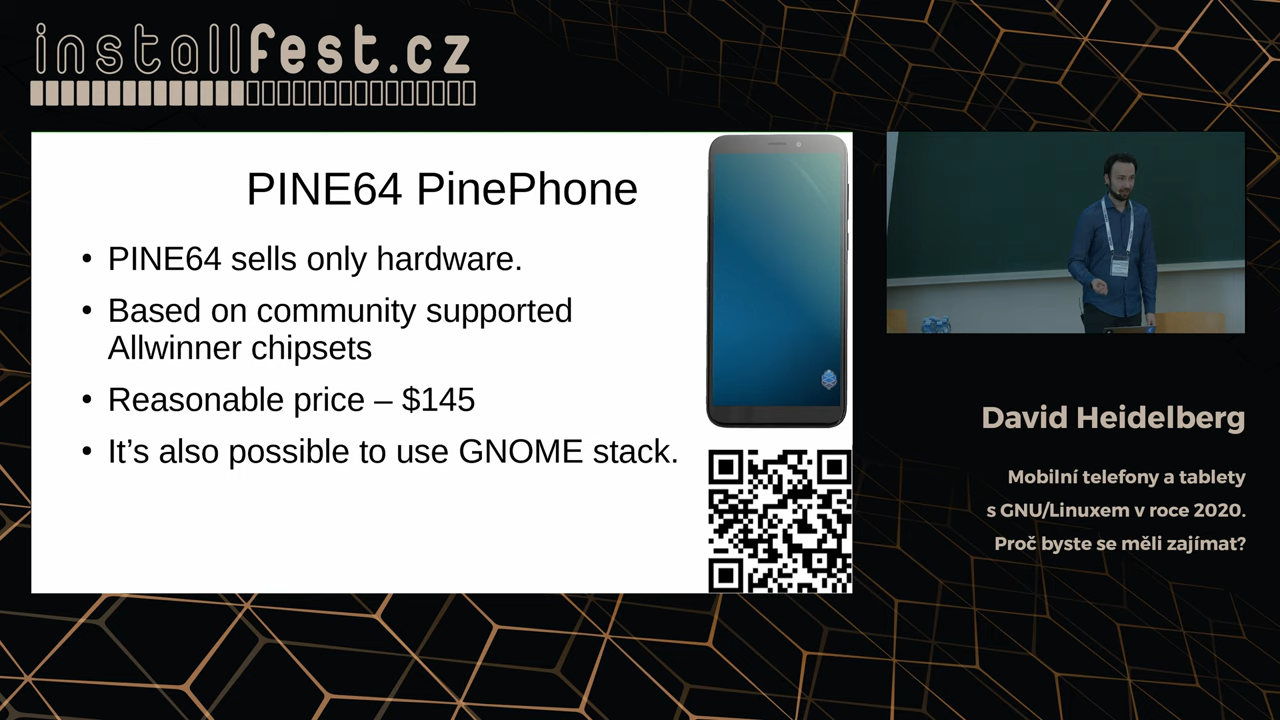 installfest.cz
PINE64 PinePhone
• PINE64 sells only hardware.
• Based on community supported
Allwinner chipsets
• Reasonable price – $145
• It’s also possible to use GNOME stack.
David Heidelberg
Mobilní telefony a tablety
s GNU/Linuxem v roce 2020.
Proč byste se měli zajímat?